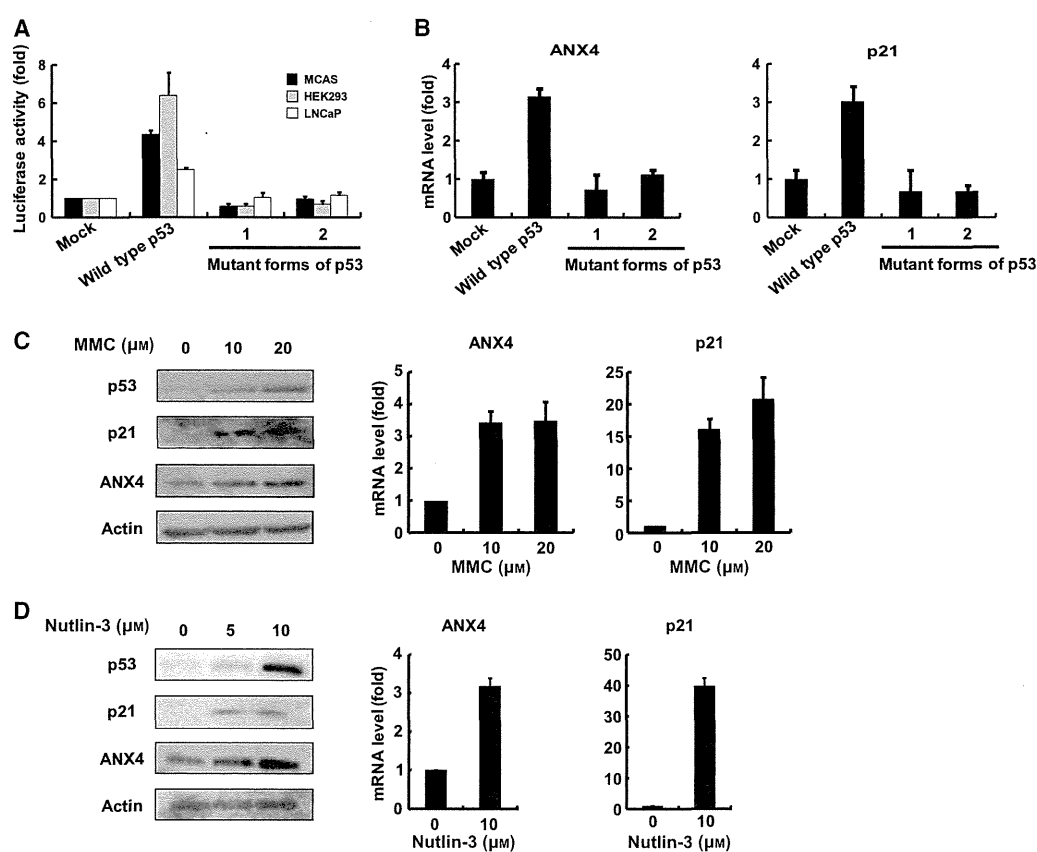 A
Luciferase activity (fold)
8
6
4
2
0
MCAS
HEK293
LNCaP
Mock
Wild type p53
1
2
Mutant forms of p53
B
ANX4
mRNA level (fold)
4
3
2
1
0
Mock
Wild type p53
1
2
Mutant forms of p53
p21
4
3
2
1
0
Mock
Wild type p53
1
2
Mutant forms of p53
C
MMC (µM) 0 10 20
p53
p21
ANX4
Actin
ANX4
mRNA level (fold)
5
4
3
2
1
0
0 10 20
MMC (µM)
p21
25
20
15
10
5
0
0 10 20
MMC (µM)
D
Nutlin-3 (µM) 0 5 10
p53
p21
ANX4
Actin
ANX4
mRNA level (fold)
4
3
2
1
0
0 10
Nutlin-3 (µM)
p21
50
40
30
20
10
0
0 10
Nutlin-3 (µM)